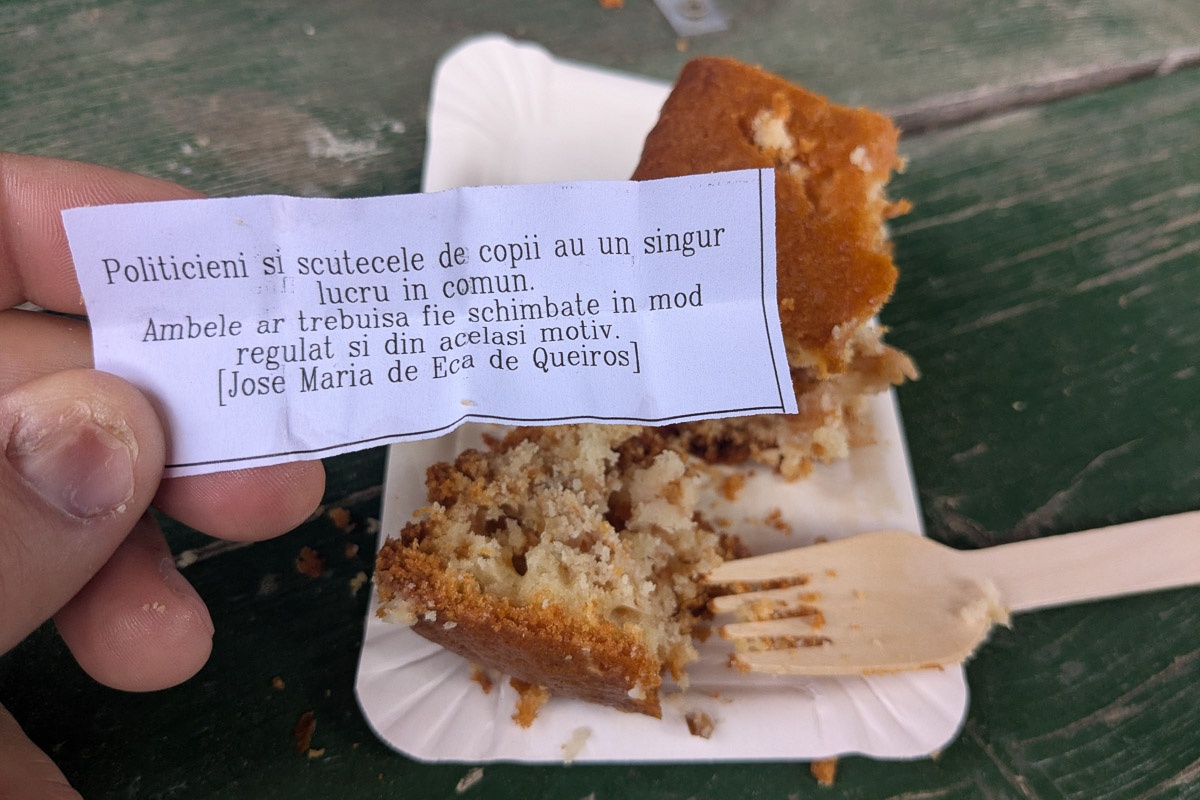 Politicieni si scutecele de copii au un singur
lucru in comun.
Ambele ar trebuisa fie schimbate in mod
regulat si din acelasi motiv.
[Jose Maria de Eca de Queiros]